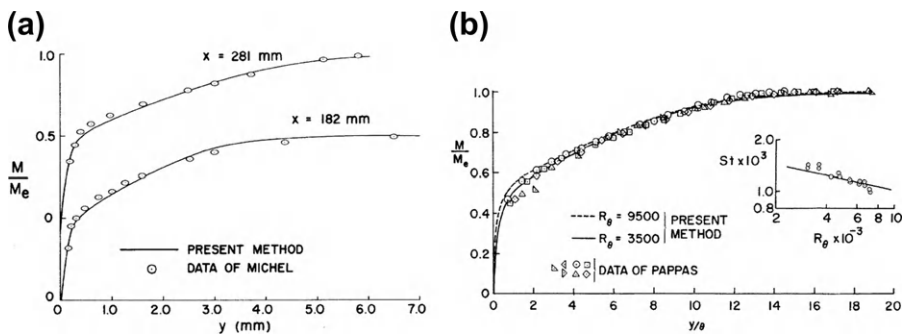 (a)
1.0
x = 281 mm
0.5
x = 182 mm
M
Me
0
PRESENT METHOD
DATA OF MICHEL
0
0 1.0 2.0 3.0 4.0 5.0 6.0 7.0
y (mm)
(b)
1.0
0.8
0.6
M
Me
0.4
0.2
0
2.0
St x 10³
1.0
0.8
2 4 6 8 10
Rθ x 10⁻³
Rθ = 9500
Rθ = 3500
PRESENT METHOD
DATA OF PAPPAS
0 2 4 6 8 10 12 14 16 18 20
y/θ